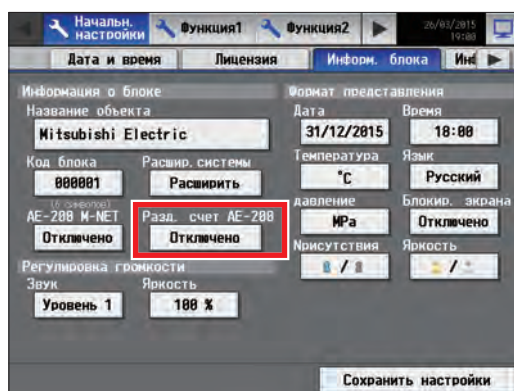 Начальн. настройки
Функция1
Функция2
26/03/2015
19:00
Дата и время
Лицензия
Информ. блока
Информация о блоке
Название объекта
Mitsubishi Electric
Код блока
000001
(6 символов)
Расшир. системы
Расширить
AE-200 M-NET
Отключено
Разд. счет AE-200
Отключено
Регулировка громкости
Звук
Уровень 1
Яркость
100 %
Формат представления
Дата
31/12/2015
Время
18:00
Температура
°C
Язык
Русский
давление
MPa
Блокир. экрана
Отключено
Nрисутствия
Яркость
Сохранить настройки